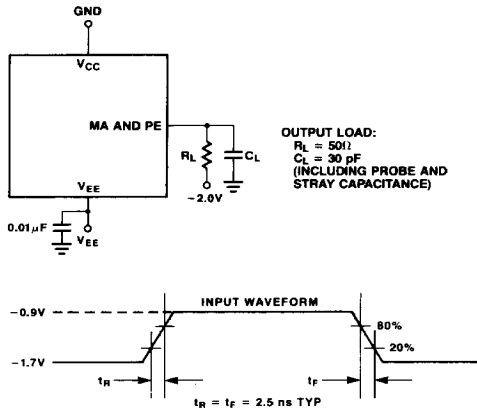 GND
VCC
MA AND PE
RL
CL
-2.0V
OUTPUT LOAD:
RL = 50Ω
CL = 30 pF
(INCLUDING PROBE AND
STRAY CAPACITANCE)
VEE
0.01µF
VEE
INPUT WAVEFORM
-0.9V
80%
20%
-1.7V
tR
tF
tR = tF = 2.5 ns TYP